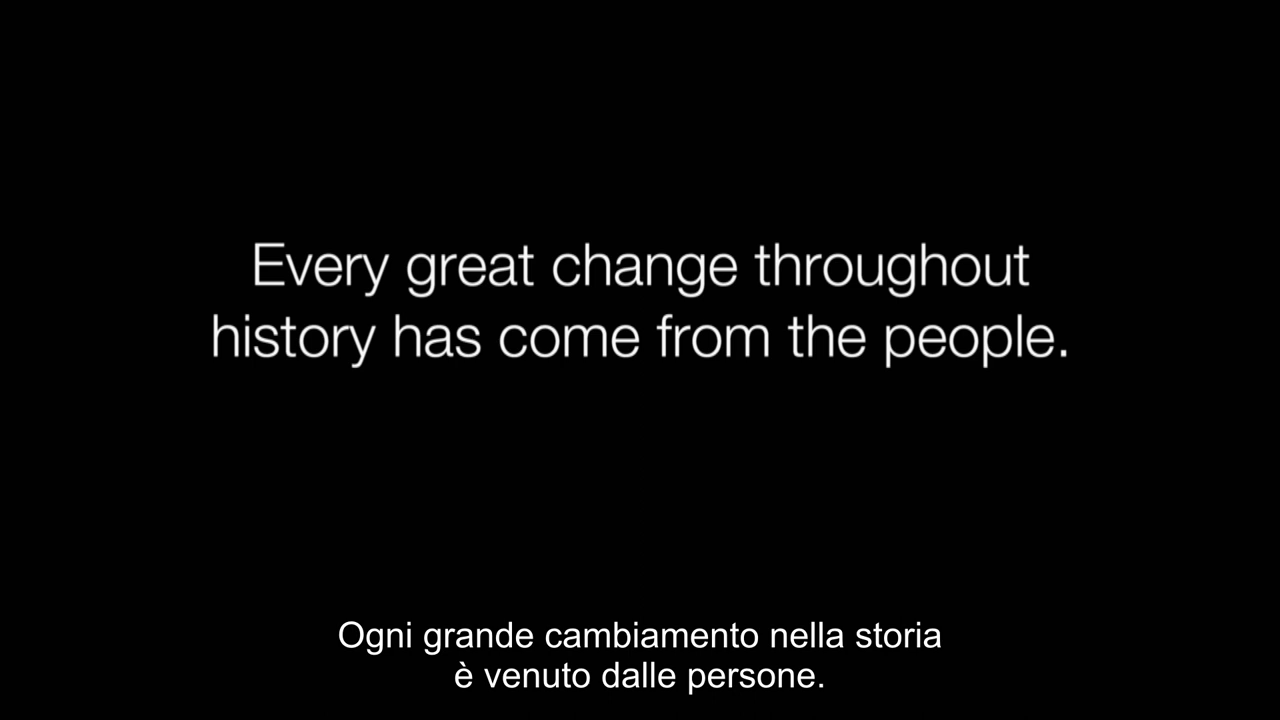 Every great change throughout
history has come from the people.
Ogni grande cambiamento nella storia
è venuto dalle persone.